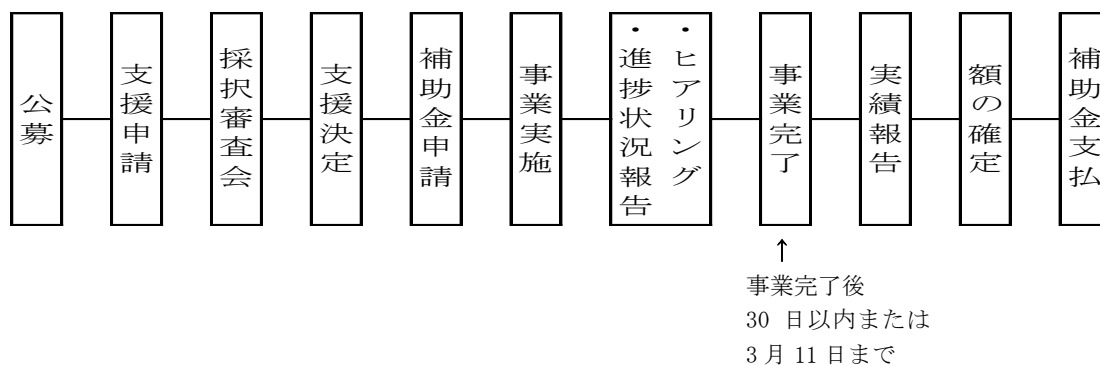 公募
支援申請
採択審査会
支援決定
補助金申請
事業実施
・ヒアリング
・進捗状況報告
事業完了
実績報告
額の確定
補助金支払
↑
事業完了後
30 日以内または
3月 11日まで